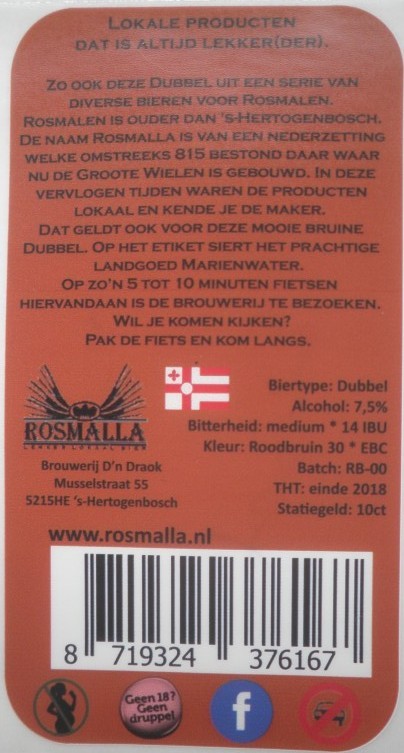 Lokale producten
dat is altijd lekker(der).
Zo ook deze Dubbel uit een serie van
diverse bieren voor Rosmalen.
Rosmalen is ouder dan 's-Hertogenbosch.
De naam Rosmalla is van een nederzetting
welke omstreeks 815 bestond daar waar
nu de Groote Wielen is gebouwd. In deze
vervlogen tijden waren de producten
lokaal en kende je de maker.
Dat geldt ook voor deze mooie bruine
Dubbel. Op het etiket siert het prachtige
landgoed Marienwater.
Op zo'n 5 tot 10 minuten fietsen
hiervandaan is de brouwerij te bezoeken.
Wil je komen kijken?
Pak de fiets en kom langs.
ROSMALLA
LEKKER LOKAAL BIER
Brouwerij D'n Draok
Musselstraat 55
5215HE 's-Hertogenbosch
Biertype: Dubbel
Alcohol: 7,5%
Bitterheid: medium * 14 IBU
Kleur: Roodbruin 30 * EBC
Batch: RB-00
THT: einde 2018
Statiegeld: 10ct
www.rosmalla.nl
8 719324 376167
Geen 18?
Geen
druppel
f